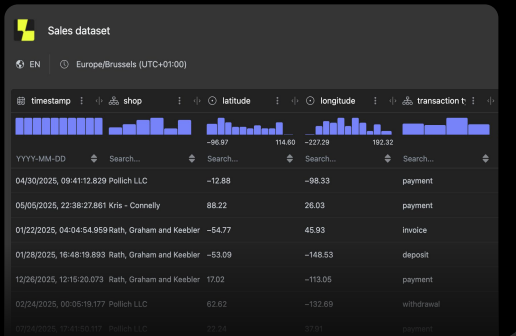 Sales dataset
EN Europe/Brussels (UTC+01:00)
timestamp shop latitude longitude transaction ty
−96.97 114.60 −227.29 192.32
YYYY-MM-DD Search... Search... Search... Search...
04/30/2025, 09:41:12.829 Pollich LLC −12.88 −98.33 payment
05/05/2025, 22:38:27.861 Kris - Connelly 88.22 26.03 payment
01/22/2025, 04:04:54.959 Rath, Graham and Keebler −54.77 45.93 invoice
01/28/2025, 16:48:19.893 Rath, Graham and Keebler −53.09 −148.53 deposit
12/26/2025, 12:15:20.073 Rath, Graham and Keebler 17.02 −113.05 payment
02/24/2025, 00:05:19.177 Pollich LLC 62.62 −132.69 withdrawal
Pollich LLC payment